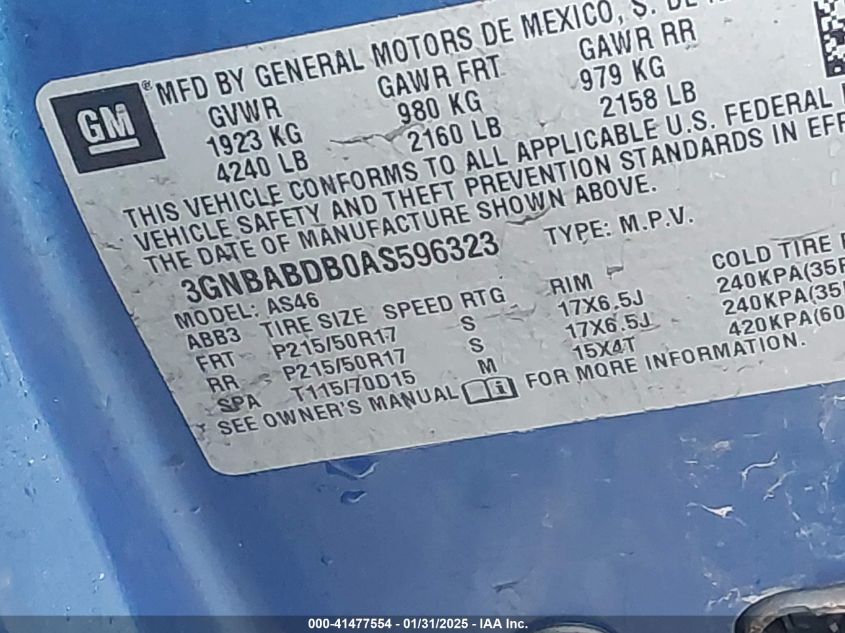 GM
® MFD BY GENERAL MOTORS DE MEXICO, S. DE
GVWR GAWR FRT GAWR RR
1923 KG 980 KG 979 KG
4240 LB 2160 LB 2158 LB
THIS VEHICLE CONFORMS TO ALL APPLICABLE U.S. FEDERAL
VEHICLE SAFETY AND THEFT PREVENTION STANDARDS IN EFF
THE DATE OF MANUFACTURE SHOWN ABOVE.
3GNBABDB0AS596323 TYPE: M.P.V.
MODEL: AS46
ABB3 TIRE SIZE SPEED RTG RIM COLD TIRE
FRT P215/50R17 S 17X6.5J 240KPA(35
RR P215/50R17 S 17X6.5J 240KPA(35
SPA T115/70D15 M 15X4T 420KPA(60
SEE OWNER'S MANUAL FOR MORE INFORMATION.
000-41477554 - 01/31/2025 - IAA Inc.